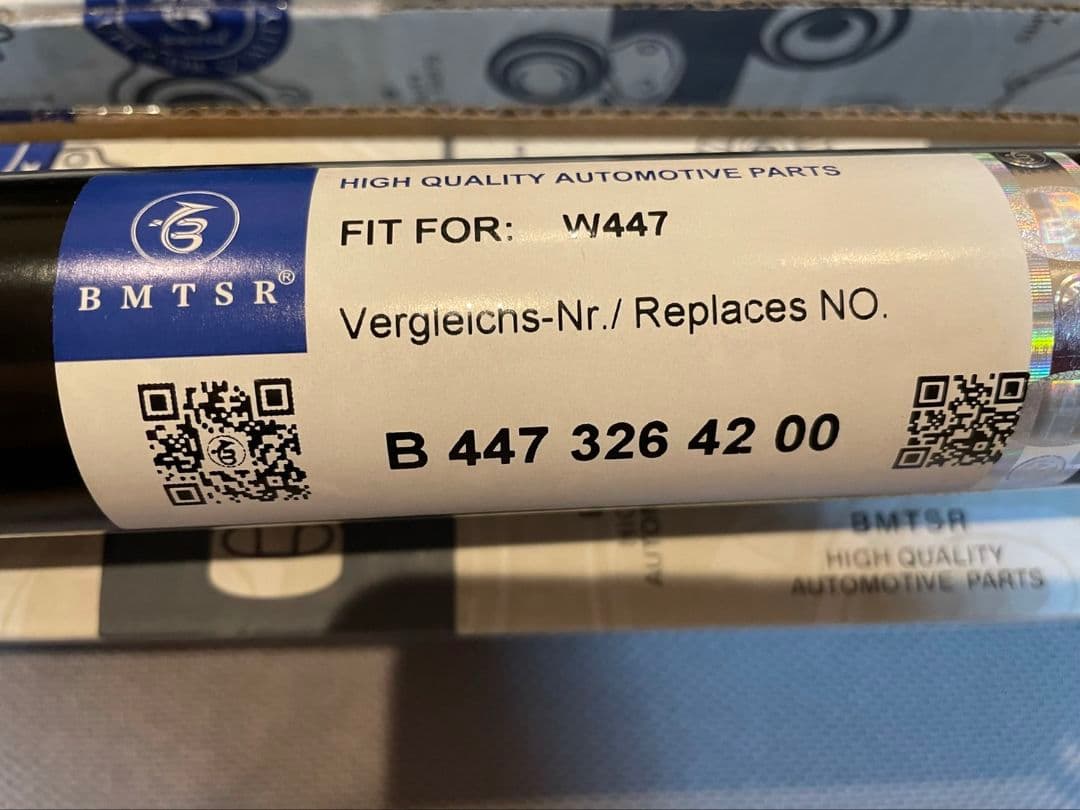 HIGH QUALITY AUTOMOTIVE PARTS
FIT FOR: W447
BMTSR®
Vergleichs-Nr./ Replaces NO.
B 447 326 42 00
BMTSR
HIGH QUALITY
AUTOMOTIVE PARTS